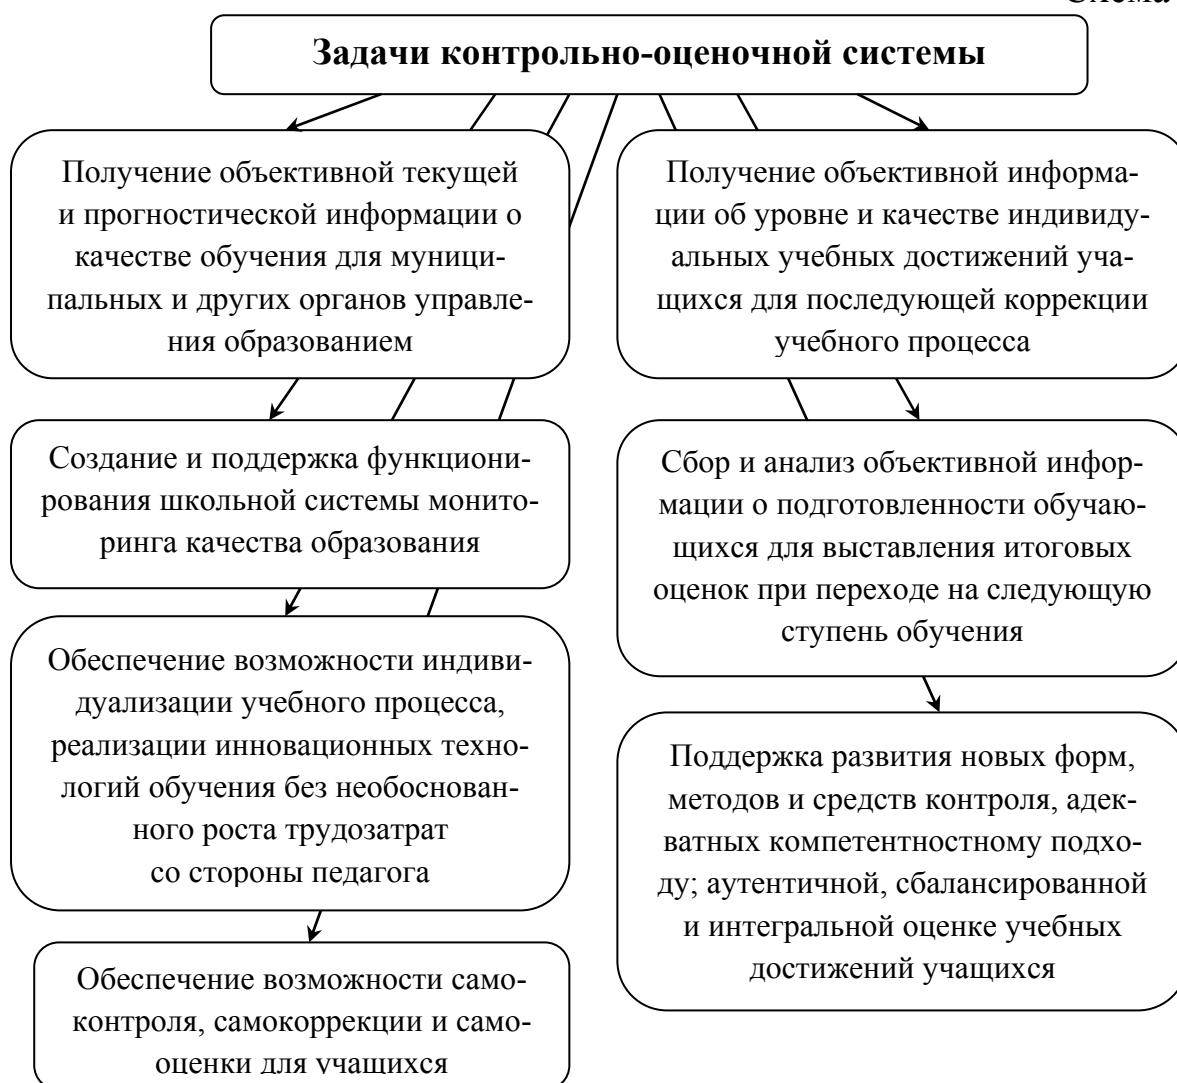 Схема
Задачи контрольно-оценочной системы
Получение объективной текущей
и прогностической информации о
качестве обучения для муници-
пальных и других органов управле-
ния образованием
Создание и поддержка функциони-
рования школьной системы монито-
ринга качества образования
Обеспечение возможности индиви-
дуализации учебного процесса,
реализации инновационных техно-
логий обучения без необоснован-
ного роста трудозатрат
со стороны педагога
Обеспечение возможности само-
контроля, самокоррекции и само-
оценки для учащихся
Получение объективной информа-
ции об уровне и качестве индивиду-
альных учебных достижений уча-
щихся для последующей коррекции
учебного процесса
Сбор и анализ объективной инфор-
мации о подготовленности обучаю-
щихся для выставления итоговых
оценок при переходе на следующую
ступень обучения
Поддержка развития новых форм,
методов и средств контроля, адек-
ватных компетентностному подхо-
ду; аутентичной, сбалансированной
и интегральной оценке учебных
достижений учащихся